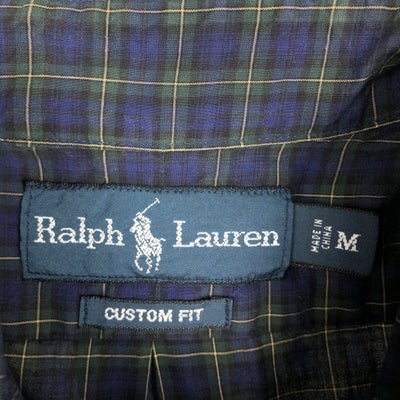 Ralph Lauren
MADE IN
CHINA
M
CUSTOM FIT